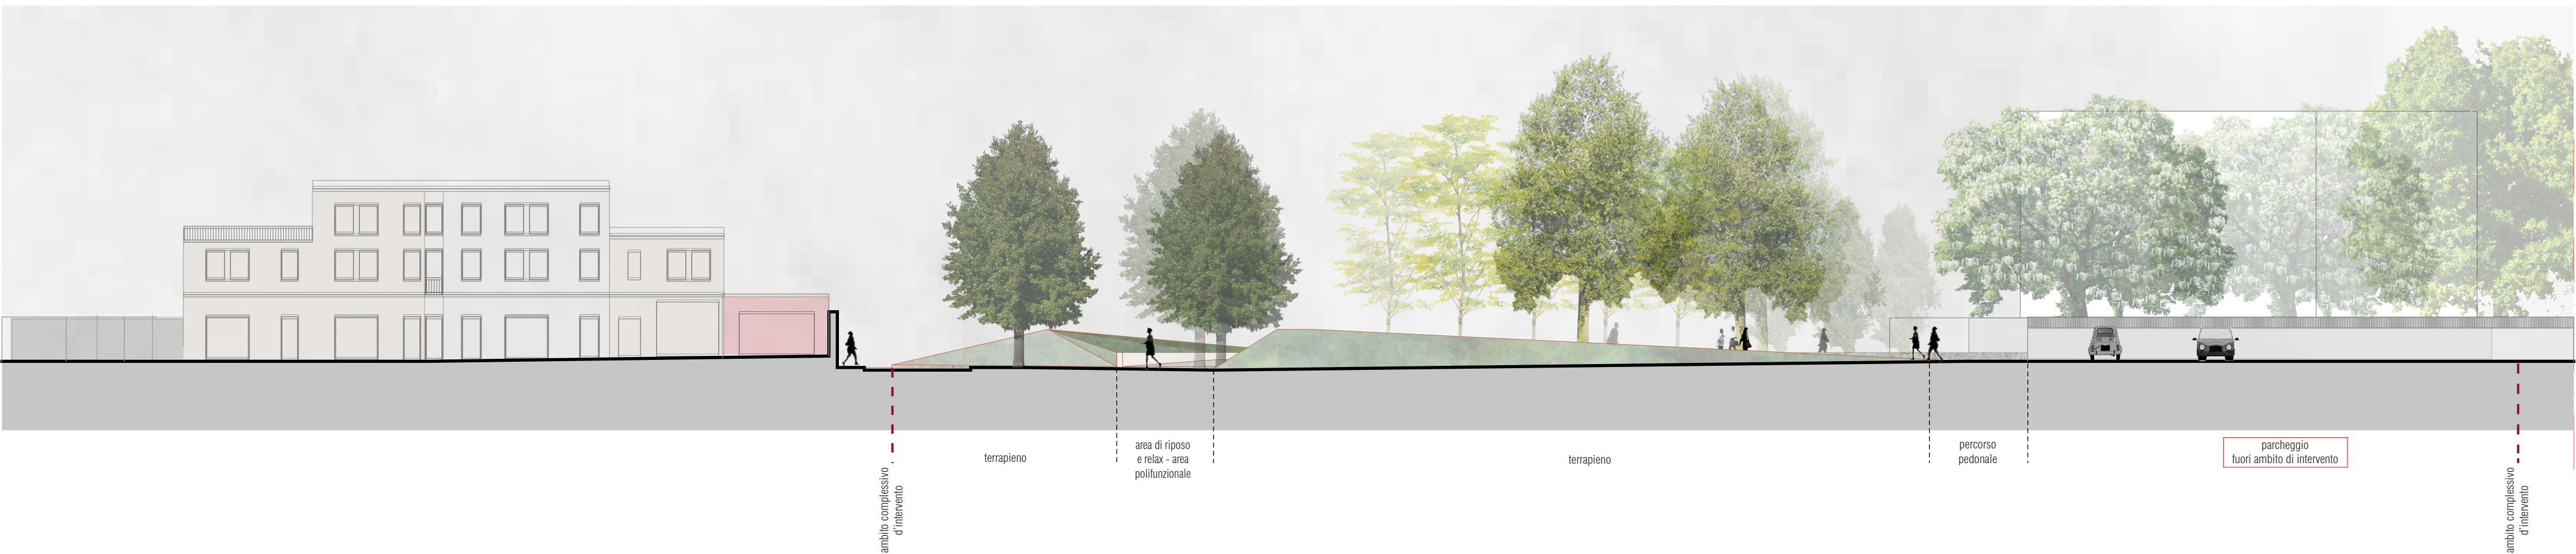 ambito complessivo
d'intervento
terrapieno
area di riposo
e relax - area
polifunzionale
terrapieno
percorso
pedonale
parcheggio
fuori ambito di intervento
ambito complessivo
d'intervento